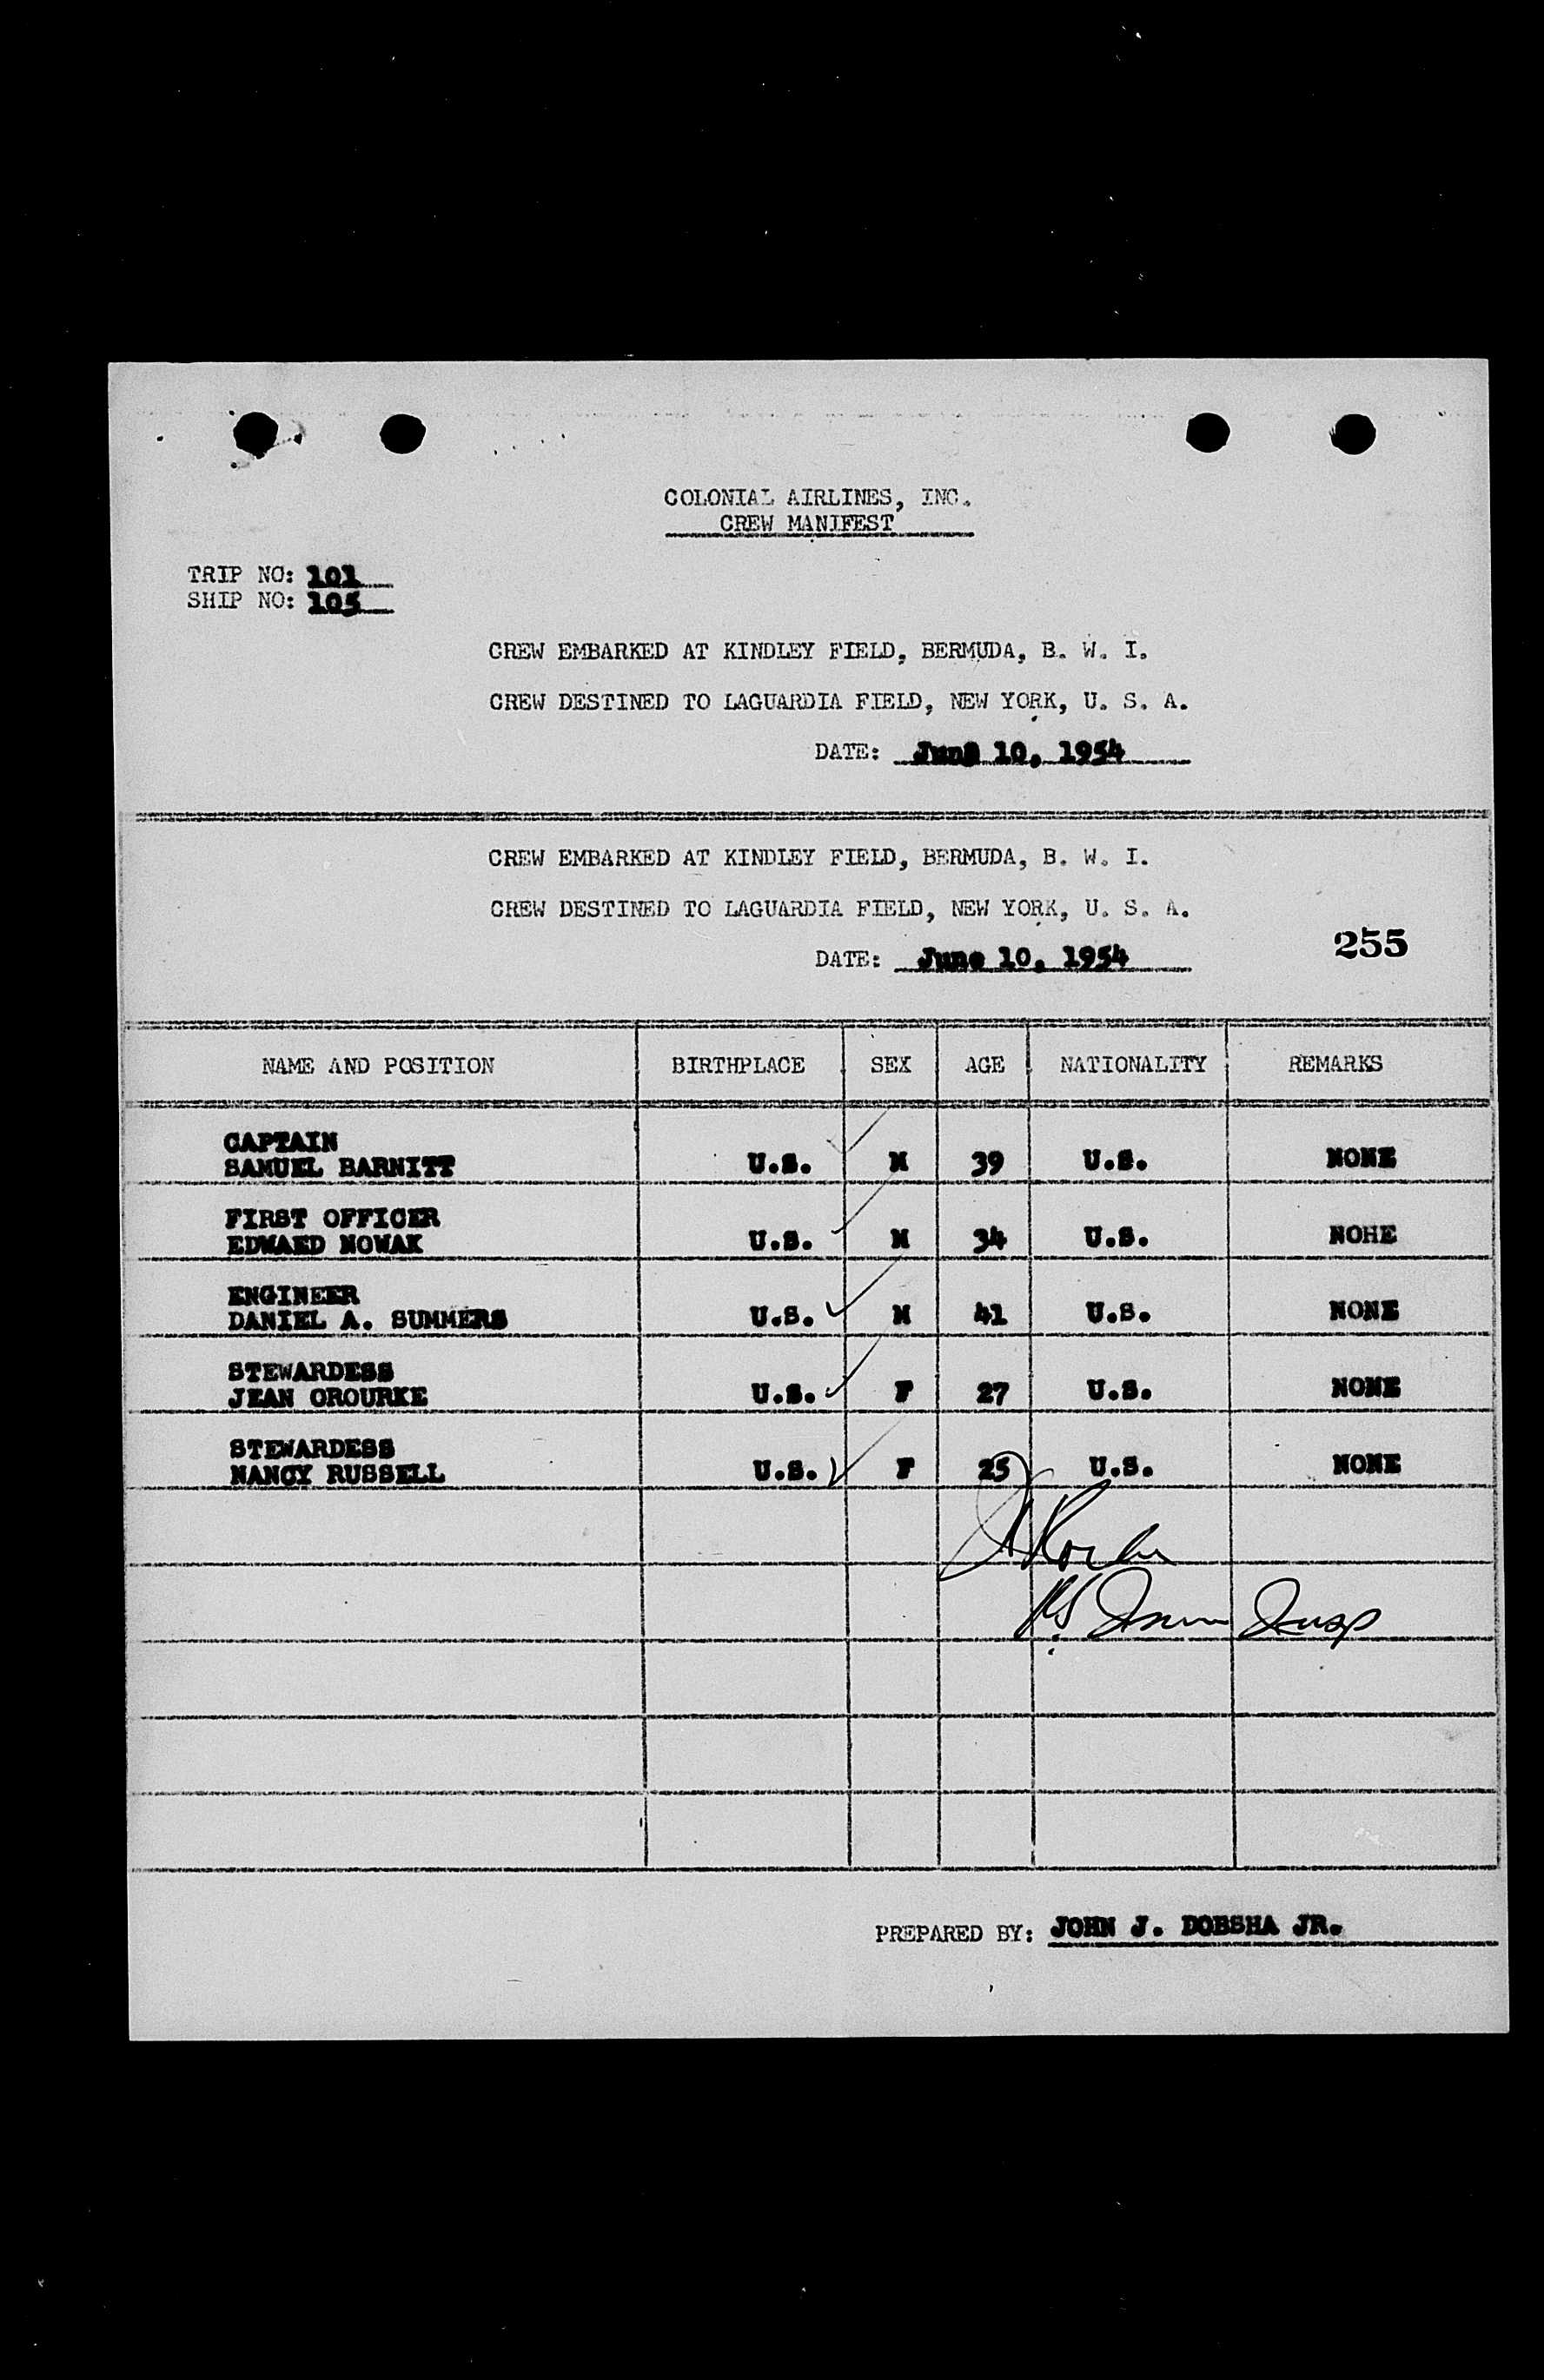 COLONIAL AIRLINES, INC.
CREW MANIFEST
TRIP NO: 101
SHIP NO: 105
CREW EMBARKED AT KINDLEY FIELD, BERMUDA, B. W. I.
CREW DESTINED TO LAGUARDIA FIELD, NEW YORK, U. S. A.
DATE: June 10, 1954
CREW EMBARKED AT KINDLEY FIELD, BERMUDA, B. W. I.
CREW DESTINED TO LAGUARDIA FIELD, NEW YORK, U. S. A.
255
DATE: June 10, 1954
NAME AND POSITION BIRTHPLACE SEX AGE NATIONALITY REMARKS
CAPTAIN
SAMUEL BARNITT U.S. M 39 U.S. NONE
FIRST OFFICER
EDWARD NOWAK U.S. M 34 U.S. NONE
ENGINEER
DANIEL A. SUMMERS U.S. M 41 U.S. NONE
STEWARDESS
JEAN OROURKE U.S. F 27 U.S. NONE
STEWARDESS
NANCY RUSSELL U.S. F 25 U.S. NONE
PREPARED BY: JOHN J. DOBSHA JR.